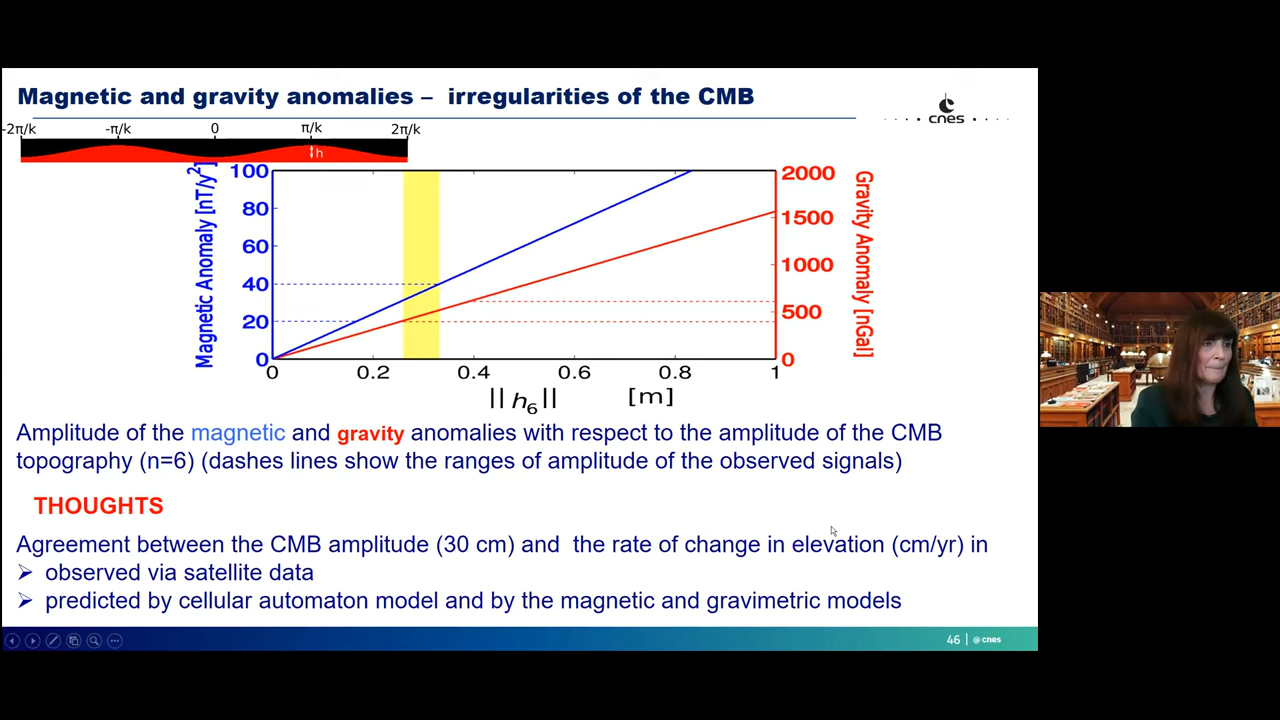 Magnetic and gravity anomalies – irregularities of the CMB
cnes
-2π/k -π/k 0 π/k 2π/k
h
Magnetic Anomaly [nT/y²]
100
80
60
40
20
0
2000
1500
1000
500
0
Gravity Anomaly [nGal]
0 0.2 0.4 0.6 0.8 1
||h₆|| [m]
Amplitude of the magnetic and gravity anomalies with respect to the amplitude of the CMB
topography (n=6) (dashes lines show the ranges of amplitude of the observed signals)
THOUGHTS
Agreement between the CMB amplitude (30 cm) and the rate of change in elevation (cm/yr) in
➢ observed via satellite data
➢ predicted by cellular automaton model and by the magnetic and gravimetric models
46 | @cnes